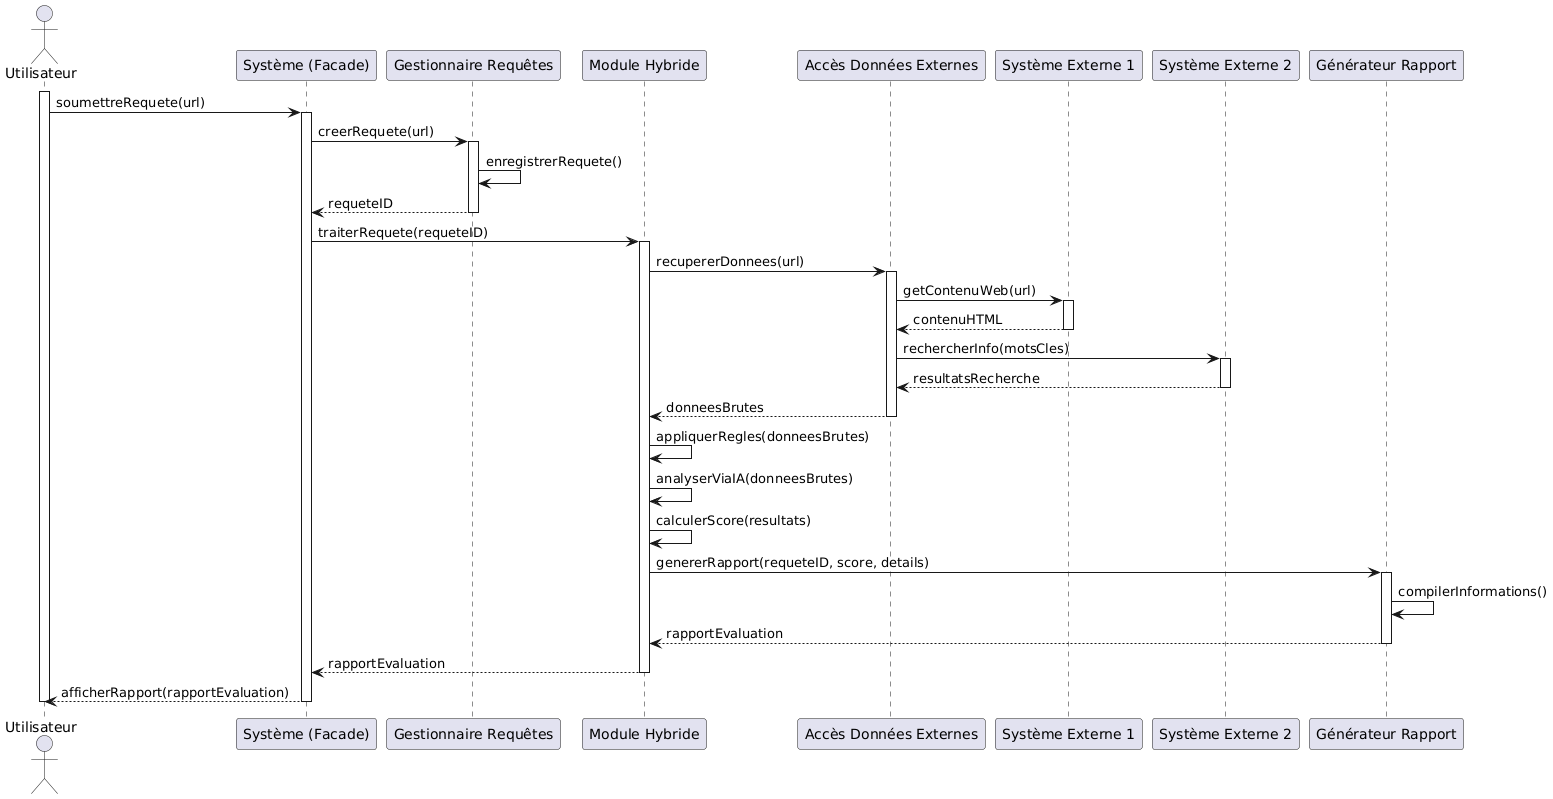 Utilisateur
Système (Facade)
Gestionnaire Requêtes
Module Hybride
Accès Données Externes
Système Externe 1
Système Externe 2
Générateur Rapport
soumettreRequete(url)
creerRequete(url)
enregistrerRequete()
requeteID
traiterRequete(requeteID)
recupererDonnees(url)
getContenuWeb(url)
contenuHTML
rechercherInfo(motsCles)
resultatsRecherche
donneesBrutes
appliquerRegles(donneesBrutes)
analyserViaIA(donneesBrutes)
calculerScore(resultats)
genererRapport(requeteID, score, details)
compilerInformations()
rapportEvaluation
rapportEvaluation
afficherRapport(rapportEvaluation)
Utilisateur
Système (Facade)
Gestionnaire Requêtes
Module Hybride
Accès Données Externes
Système Externe 1
Système Externe 2
Générateur Rapport